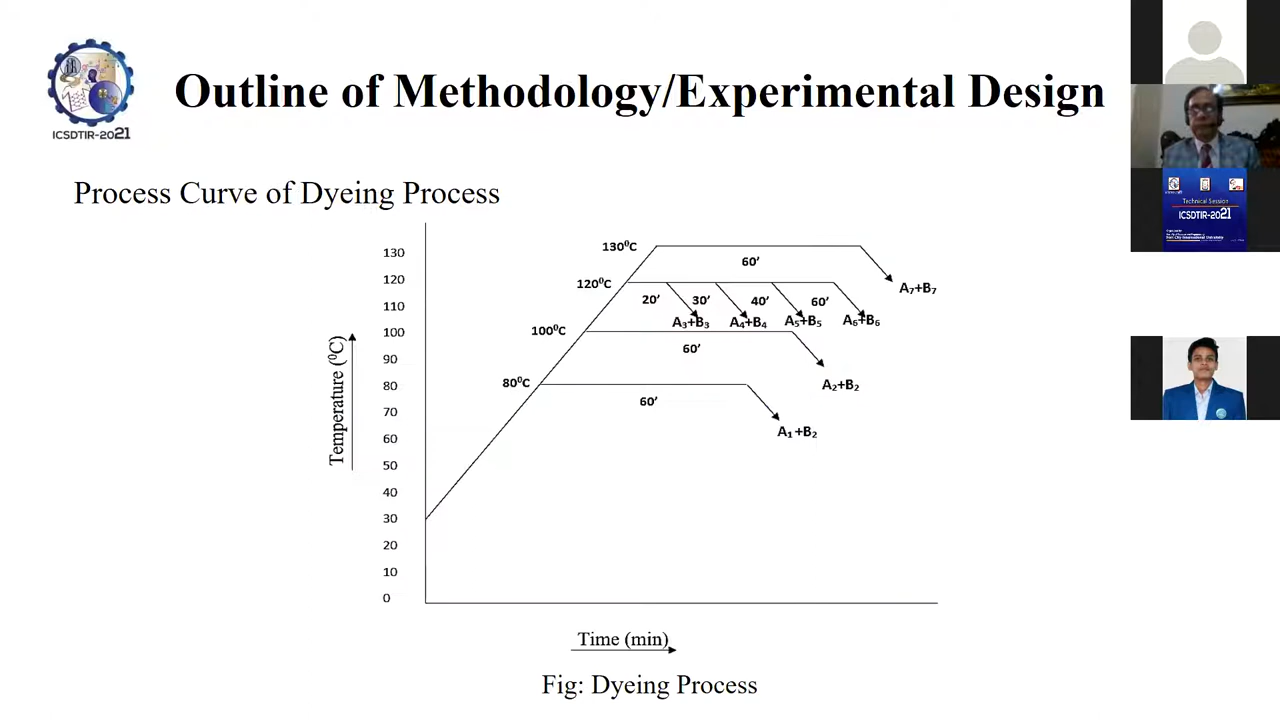 ICSDTIR-2021
Outline of Methodology/Experimental Design
Process Curve of Dyeing Process
Temperature (⁰C)
130
120
110
100
90
80
70
60
50
40
30
20
10
0
130⁰C
60′
A₇+B₇
120⁰C
20′
30′
40′
60′
A₃+B₃
A₄+B₄
A₅+B₅
A₆+B₆
100⁰C
60′
A₂+B₂
80⁰C
60′
A₁+B₂
Time (min)
Fig: Dyeing Process
Technical Session
ICSDTIR-2021